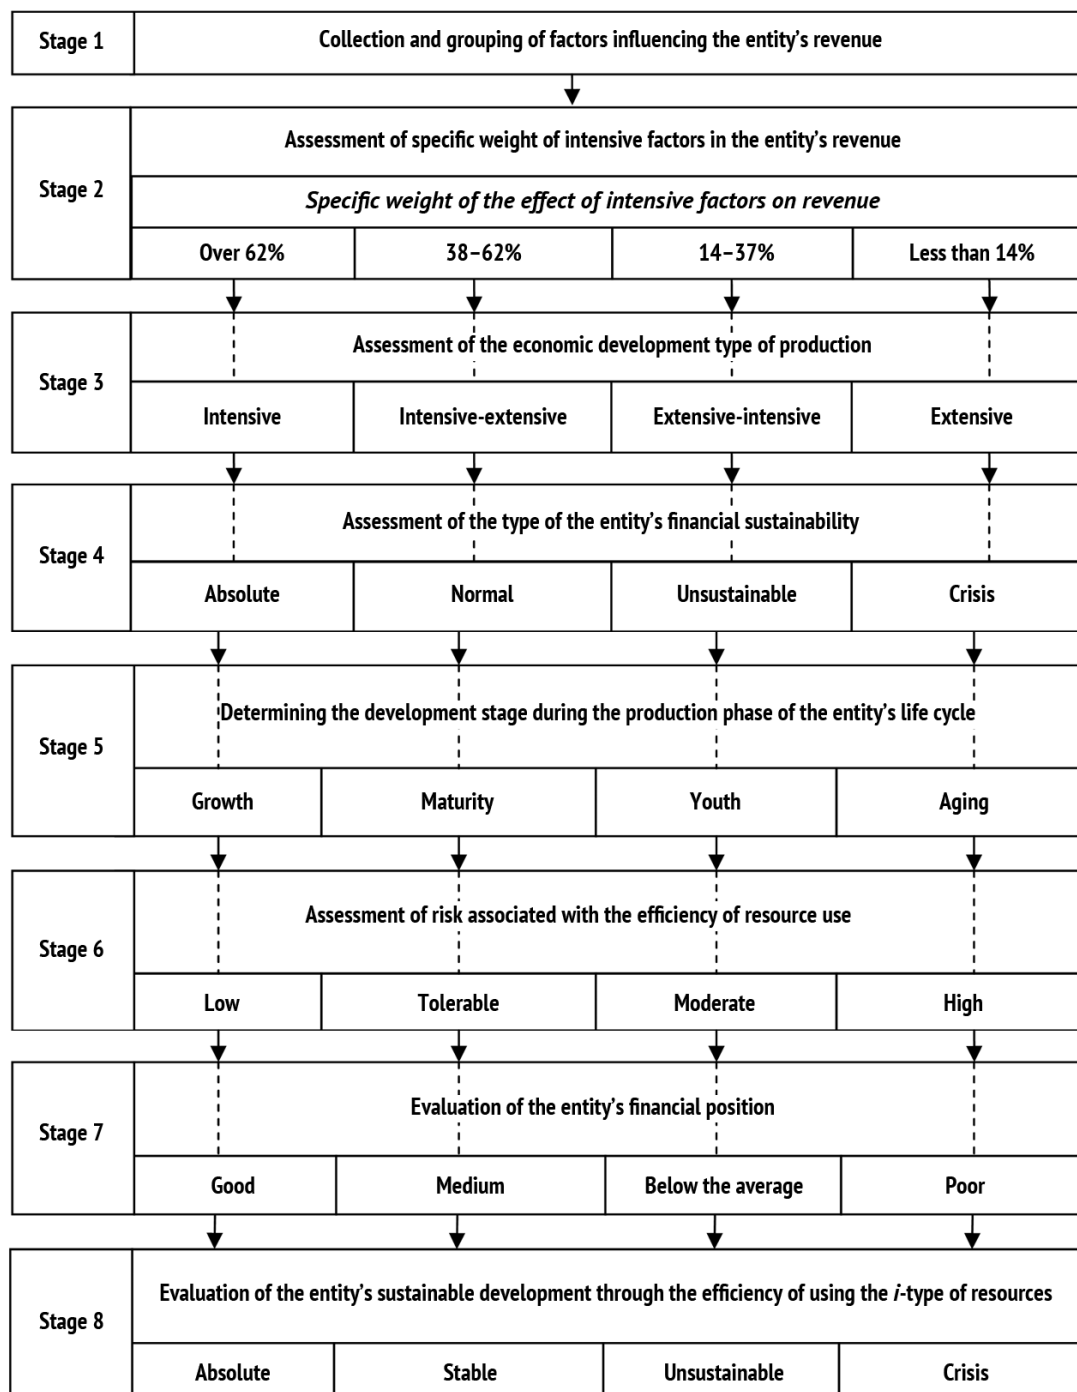 Stage 1
Collection and grouping of factors influencing the entity’s revenue
Stage 2
Assessment of specific weight of intensive factors in the entity’s revenue
Specific weight of the effect of intensive factors on revenue
Over 62%
38–62%
14–37%
Less than 14%
Stage 3
Assessment of the economic development type of production
Intensive
Intensive-extensive
Extensive-intensive
Extensive
Stage 4
Assessment of the type of the entity’s financial sustainability
Absolute
Normal
Unsustainable
Crisis
Stage 5
Determining the development stage during the production phase of the entity’s life cycle
Growth
Maturity
Youth
Aging
Stage 6
Assessment of risk associated with the efficiency of resource use
Low
Tolerable
Moderate
High
Stage 7
Evaluation of the entity’s financial position
Good
Medium
Below the average
Poor
Stage 8
Evaluation of the entity’s sustainable development through the efficiency of using the i-type of resources
Absolute
Stable
Unsustainable
Crisis